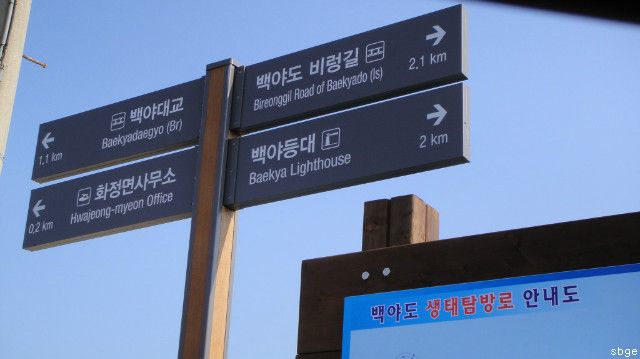 백야대교
Baekyadaegyo (Br)
1.1 km
화정면사무소
Hwajeong-myeon Office
0.2 km
백야도 비렁길
Bireonggil Road of Baekyado (Is)
2.1 km
백야등대
Baekya Lighthouse
2 km
백야도 생태탐방로 안내도
sbge